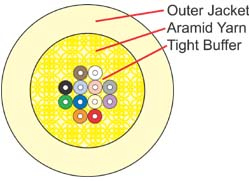 Outer Jacket
Aramid Yarn
Tight Buffer